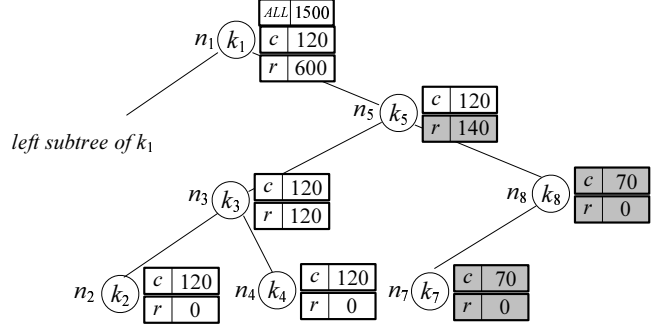 ALL 1500
n1 k1 c 120
r 600
n5 k5 c 120
r 140
left subtree of k1
n3 k3 c 120
r 120
n8 k8 c 70
r 0
n2 k2 c 120
r 0
n4 k4 c 120
r 0
n7 k7 c 70
r 0